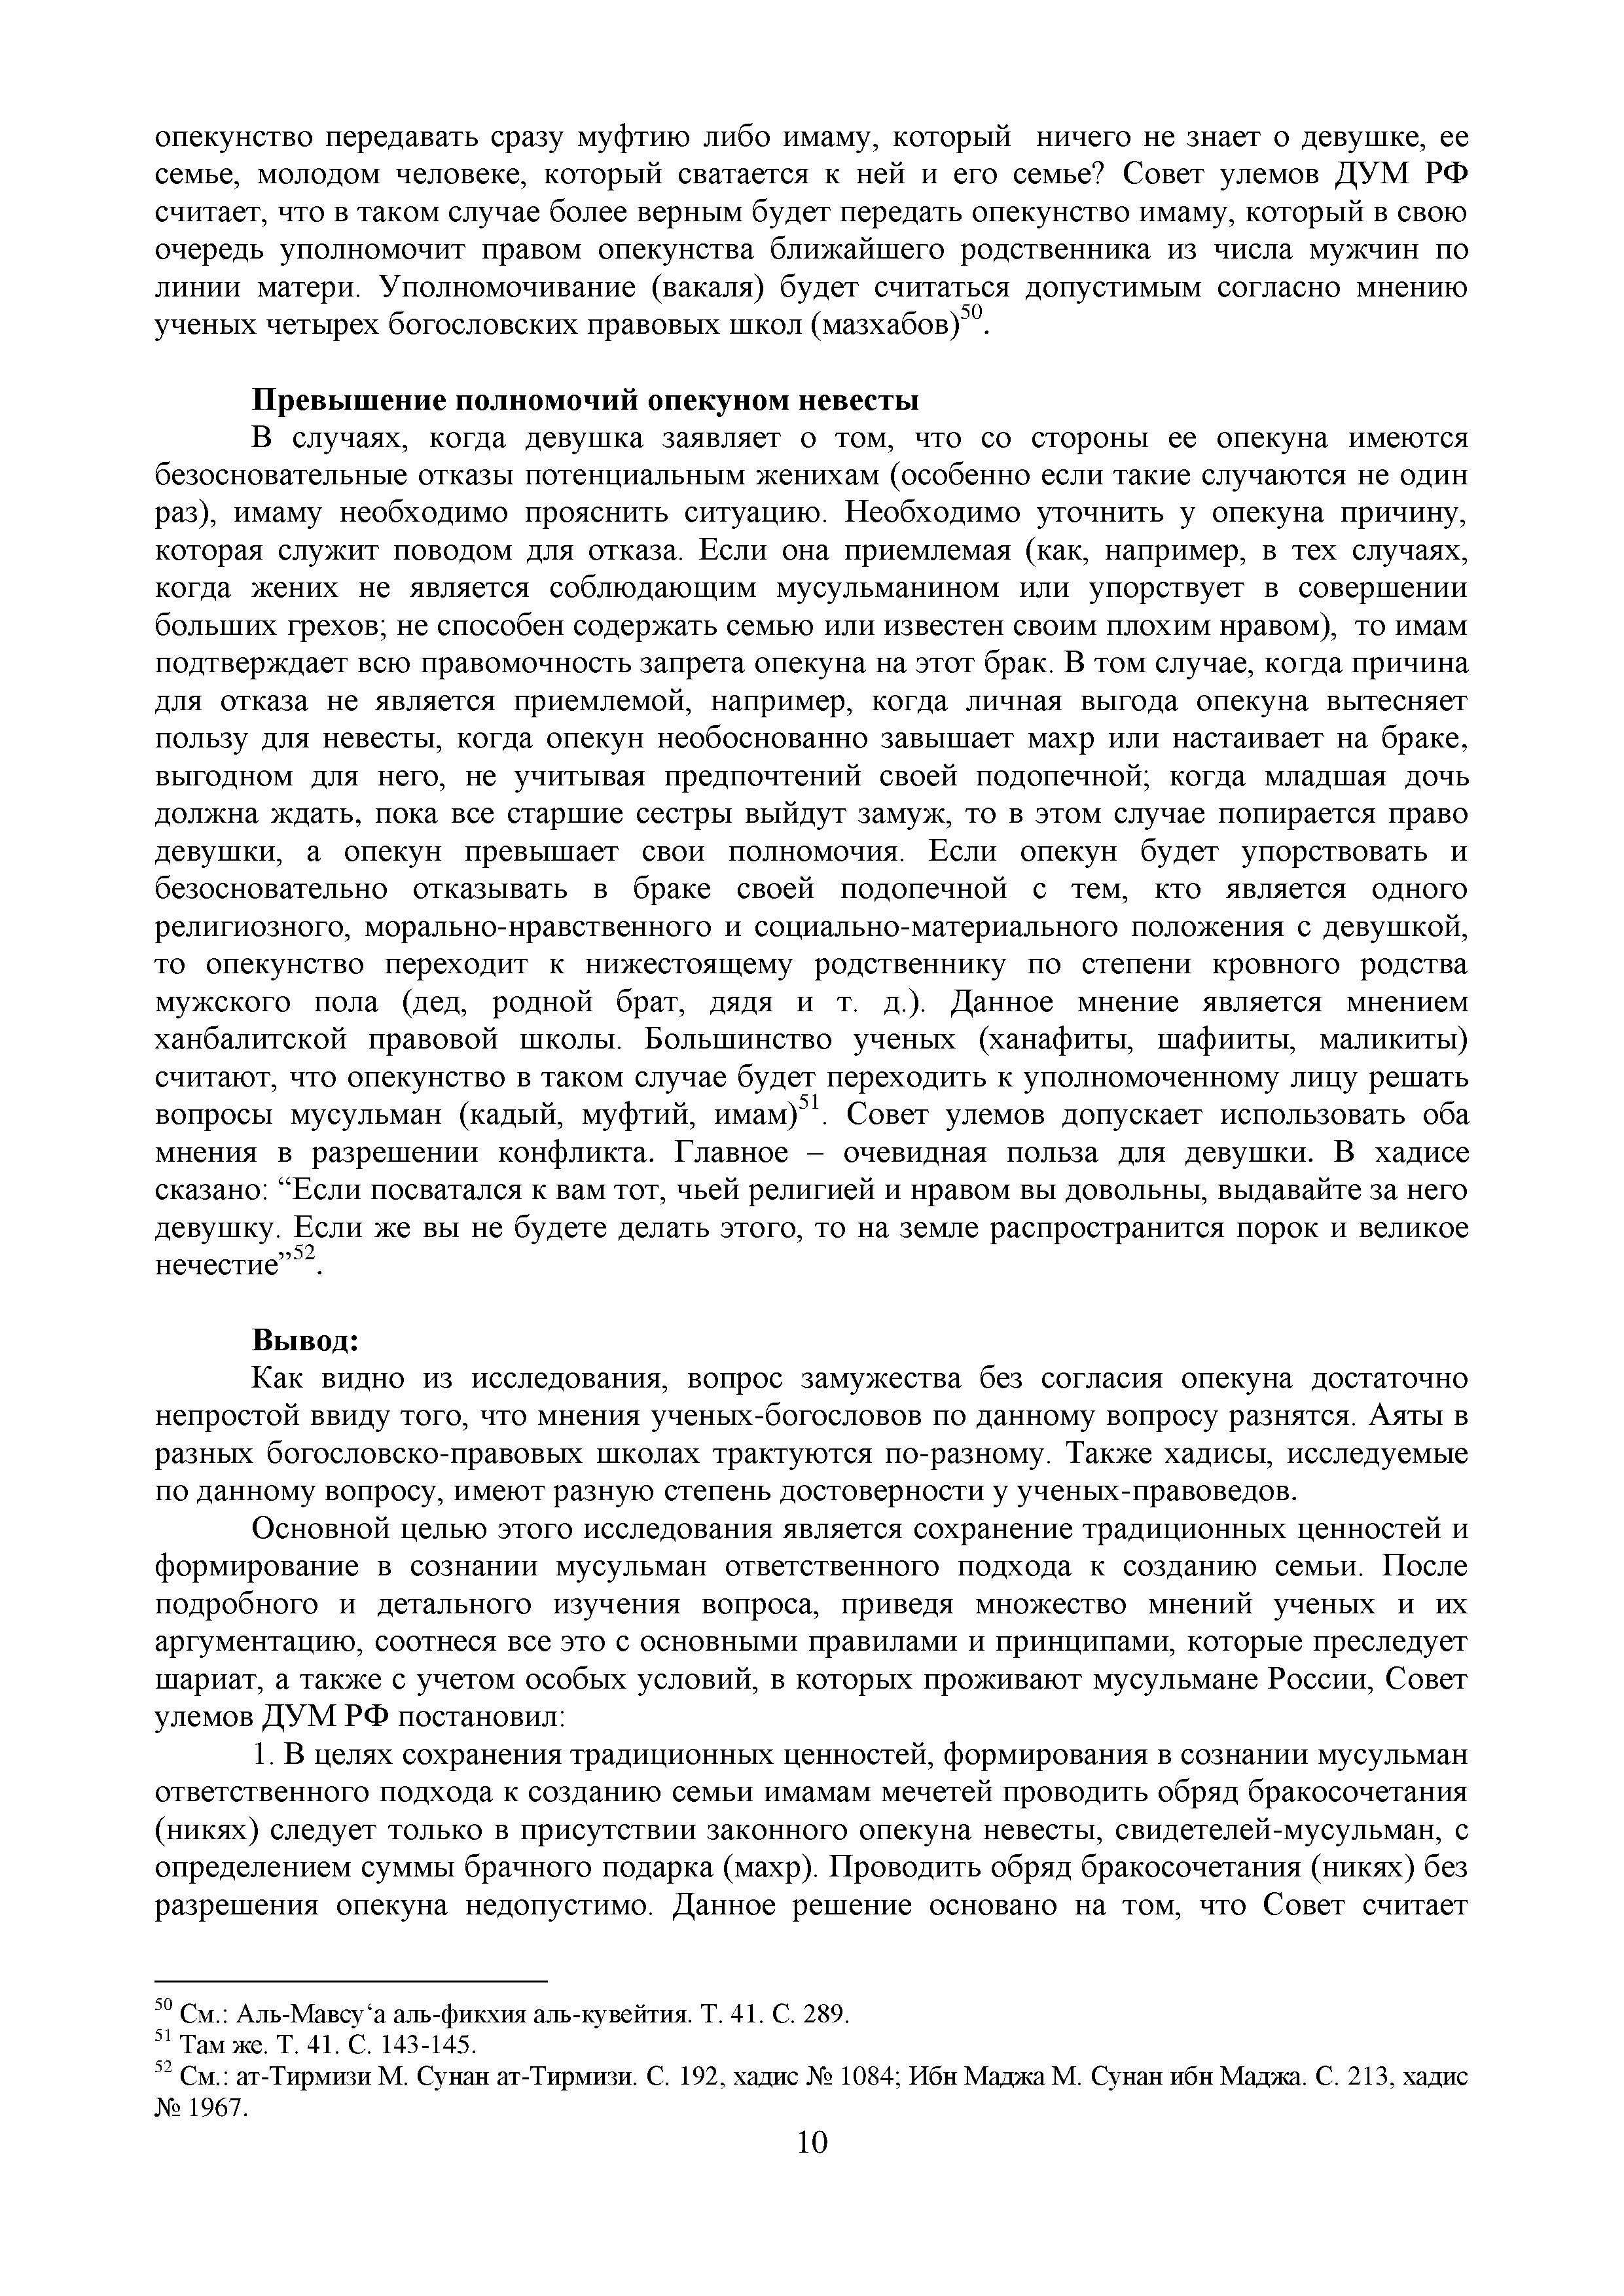 опекунство передавать сразу муфтию либо имаму, который ничего не знает о девушке, ее
семье, молодом человеке, который сватается к ней и его семье? Совет улемов ДУМ РФ
считает, что в таком случае более верным будет передать опекунство имаму, который в свою
очередь уполномочит правом опекунства ближайшего родственника из числа мужчин по
линии матери. Уполномочивание (вакаля) будет считаться допустимым согласно мнению
ученых четырех богословских правовых школ (мазхабов)50.
Превышение полномочий опекуном невесты
В случаях, когда девушка заявляет о том, что со стороны ее опекуна имеются
безосновательные отказы потенциальным женихам (особенно если такие случаются не один
раз), имаму необходимо прояснить ситуацию. Необходимо уточнить у опекуна причину,
которая служит поводом для отказа. Если она приемлемая (как, например, в тех случаях,
когда жених не является соблюдающим мусульманином или упорствует в совершении
больших грехов; не способен содержать семью или известен своим плохим нравом), то имам
подтверждает всю правомочность запрета опекуна на этот брак. В том случае, когда причина
для отказа не является приемлемой, например, когда личная выгода опекуна вытесняет
пользу для невесты, когда опекун необоснованно завышает махр или настаивает на браке,
выгодном для него, не учитывая предпочтений своей подопечной; когда младшая дочь
должна ждать, пока все старшие сестры выйдут замуж, то в этом случае попирается право
девушки, а опекун превышает свои полномочия. Если опекун будет упорствовать и
безосновательно отказывать в браке своей подопечной с тем, кто является одного
религиозного, морально-нравственного и социально-материального положения с девушкой,
то опекунство переходит к нижестоящему родственнику по степени кровного родства
мужского пола (дед, родной брат, дядя и т. д.). Данное мнение является мнением
ханбалитской правовой школы. Большинство ученых (ханафиты, шафииты, маликиты)
считают, что опекунство в таком случае будет переходить к уполномоченному лицу решать
вопросы мусульман (кадый, муфтий, имам)51. Совет улемов допускает использовать оба
мнения в разрешении конфликта. Главное – очевидная польза для девушки. В хадисе
сказано: “Если посватался к вам тот, чьей религией и нравом вы довольны, выдавайте за него
девушку. Если же вы не будете делать этого, то на земле распространится порок и великое
нечестие”52.
Вывод:
Как видно из исследования, вопрос замужества без согласия опекуна достаточно
непростой ввиду того, что мнения ученых-богословов по данному вопросу разнятся. Аяты в
разных богословско-правовых школах трактуются по-разному. Также хадисы, исследуемые
по данному вопросу, имеют разную степень достоверности у ученых-правоведов.
Основной целью этого исследования является сохранение традиционных ценностей и
формирование в сознании мусульман ответственного подхода к созданию семьи. После
подробного и детального изучения вопроса, приведя множество мнений ученых и их
аргументацию, соотнеся все это с основными правилами и принципами, которые преследует
шариат, а также с учетом особых условий, в которых проживают мусульмане России, Совет
улемов ДУМ РФ постановил:
1. В целях сохранения традиционных ценностей, формирования в сознании мусульман
ответственного подхода к созданию семьи имамам мечетей проводить обряд бракосочетания
(никях) следует только в присутствии законного опекуна невесты, свидетелей-мусульман, с
определением суммы брачного подарка (махр). Проводить обряд бракосочетания (никях) без
разрешения опекуна недопустимо. Данное решение основано на том, что Совет считает
50 См.: Аль-Мавсу‘а аль-фикхия аль-кувейтия. Т. 41. С. 289.
51 Там же. Т. 41. С. 143-145.
52 См.: ат-Тирмизи М. Сунан ат-Тирмизи. С. 192, хадис № 1084; Ибн Маджа М. Сунан ибн Маджа. С. 213, хадис
№ 1967.
10